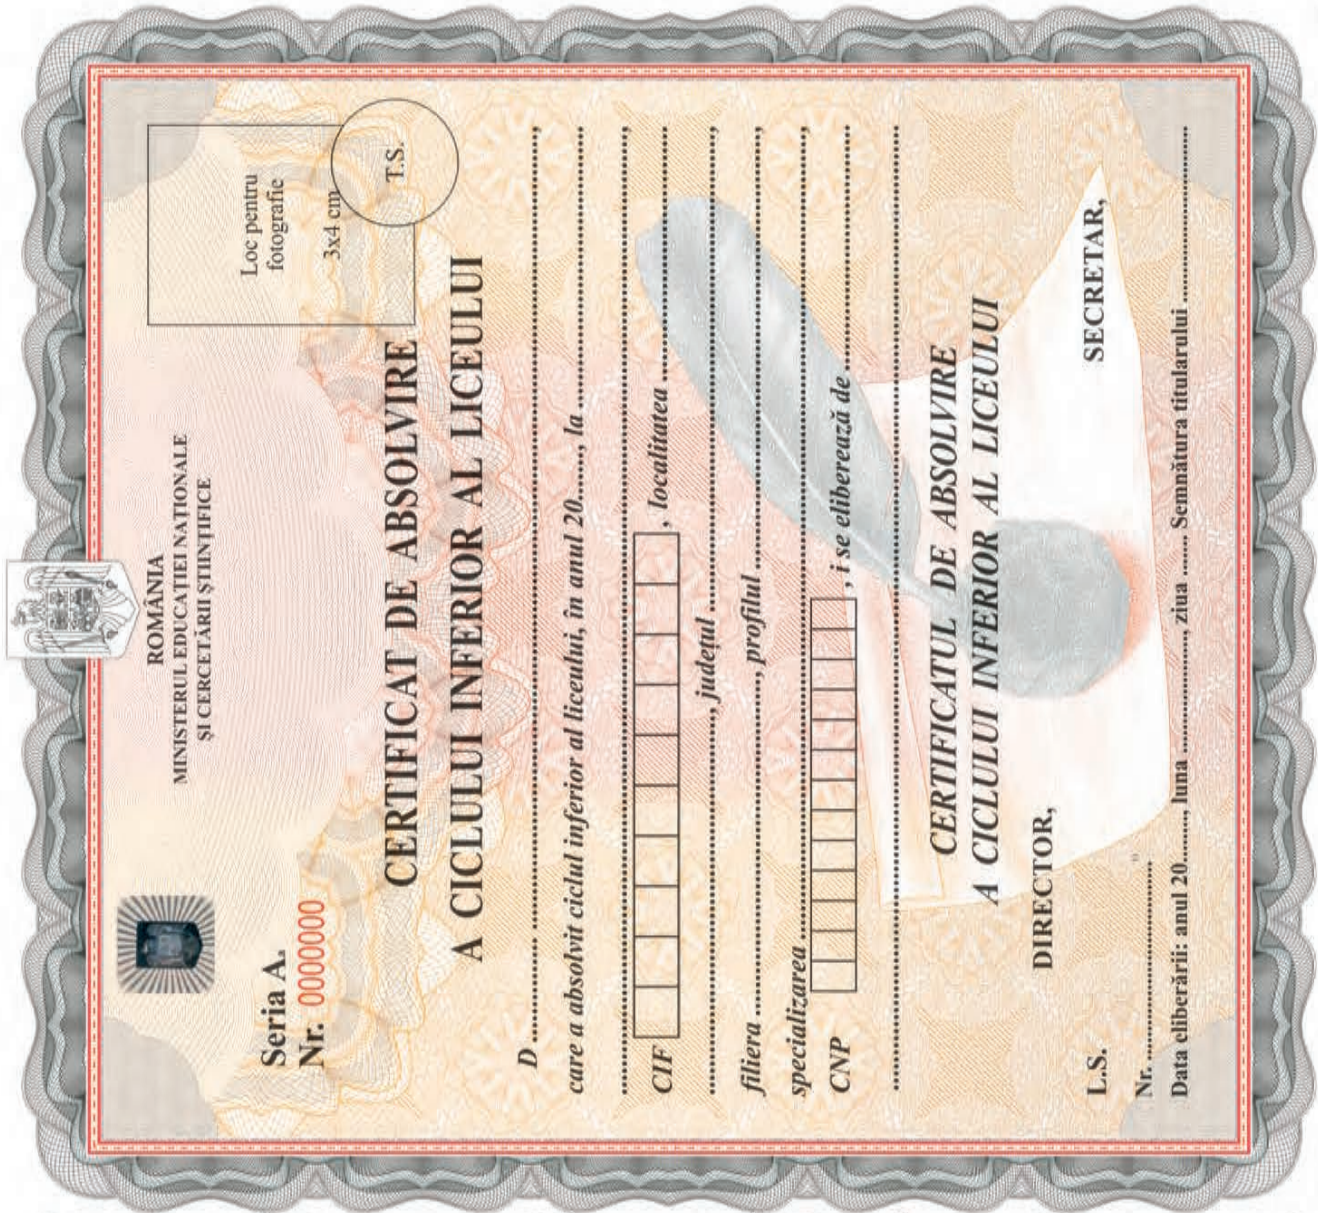 ROMÂNIA
MINISTERUL EDUCAȚIEI NAȚIONALE
ȘI CERCETĂRII ȘTIINȚIFICE
Loc pentru
fotografie
3x4 cm
T.S.
Seria A.
Nr. 0000000
CERTIFICAT DE ABSOLVIRE
A CICLULUI INFERIOR AL LICEULUI
D ..............................,
care a absolvit ciclul inferior al liceului, în anul 20......., la ..............................
..............................,
CIF , localitatea ..............................
.............................., județul ..............................,
filiera .............................., profilul ..............................,
specializarea ..............................,
CNP , i se eliberează de ..............................
..............................
CERTIFICATUL DE ABSOLVIRE
A CICLULUI INFERIOR AL LICEULUI
DIRECTOR,
SECRETAR,
L.S.
Nr. ..............................
Data eliberării: anul 20........, luna ................, ziua ....... Semnătura titularului ..............................